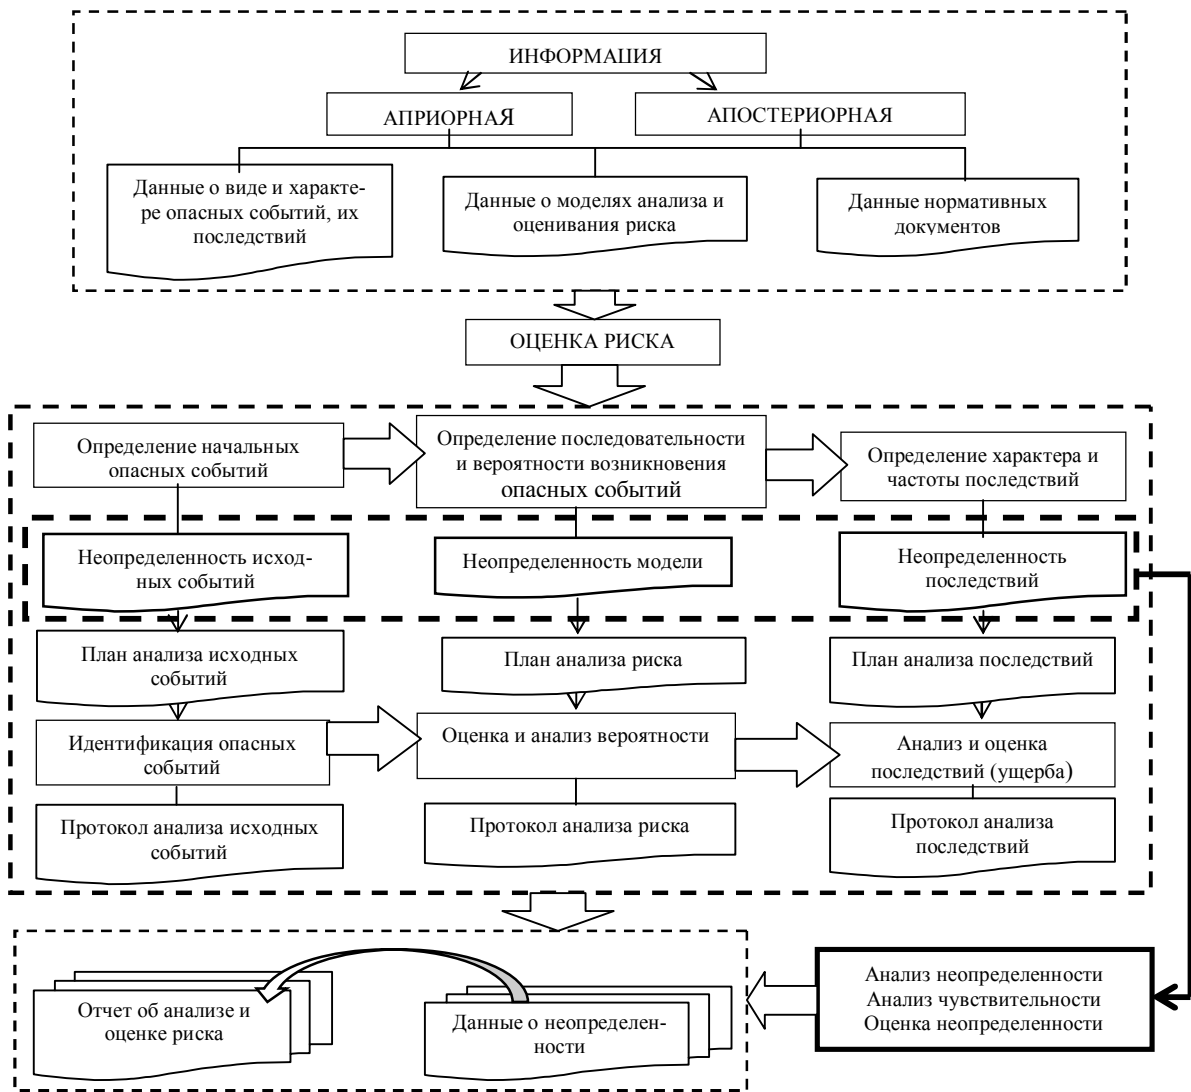 ИНФОРМАЦИЯ
АПРИОРНАЯ
АПОСТЕРИОРНАЯ
Данные о виде и характе-
ре опасных событий, их
последствий
Данные о моделях анализа и
оценивания риска
Данные нормативных
документов
ОЦЕНКА РИСКА
Определение начальных
опасных событий
Определение последовательности
и вероятности возникновения
опасных событий
Определение характера и
частоты последствий
Неопределенность исход-
ных событий
Неопределенность модели
Неопределенность
последствий
План анализа исходных
событий
План анализа риска
План анализа последствий
Идентификация опасных
событий
Оценка и анализ вероятности
Анализ и оценка
последствий (ущерба)
Протокол анализа исходных
событий
Протокол анализа риска
Протокол анализа
последствий
Отчет об анализе и
оценке риска
Данные о неопределен-
ности
Анализ неопределенности
Анализ чувствительности
Оценка неопределенности